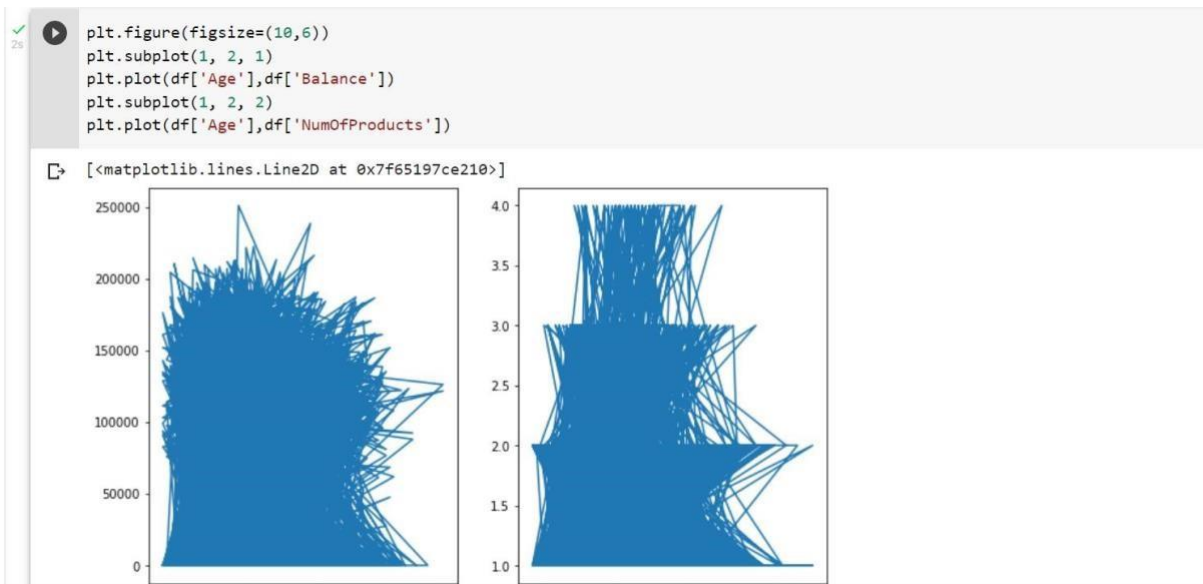 plt.figure(figsize=(10,6))
plt.subplot(1, 2, 1)
plt.plot(df['Age'],df['Balance'])
plt.subplot(1, 2, 2)
plt.plot(df['Age'],df['NumOfProducts'])
2s
[<matplotlib.lines.Line2D at 0x7f65197ce210>]
250000
200000
150000
100000
50000
0
4.0
3.5
3.0
2.5
2.0
1.5
1.0